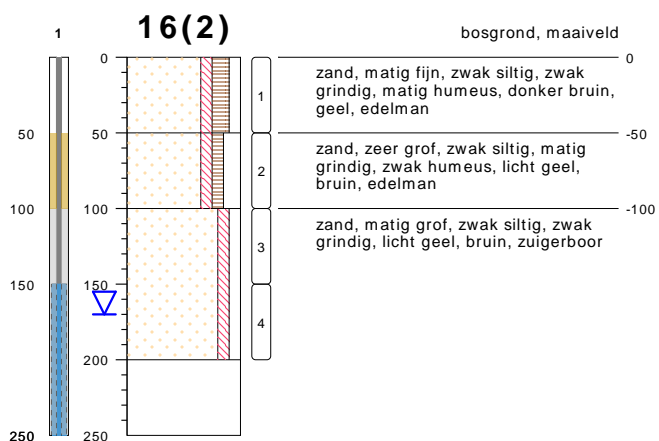 1
16(2)
bosgrond, maaiveld
0
0
1
zand, matig fijn, zwak siltig, zwak
grindig, matig humeus, donker bruin,
geel, edelman
50
50
-50
2
zand, zeer grof, zwak siltig, matig
grindig, zwak humeus, licht geel,
bruin, edelman
100
100
-100
3
zand, matig grof, zwak siltig, zwak
grindig, licht geel, bruin, zuigerboor
150
150
4
200
200
250
250